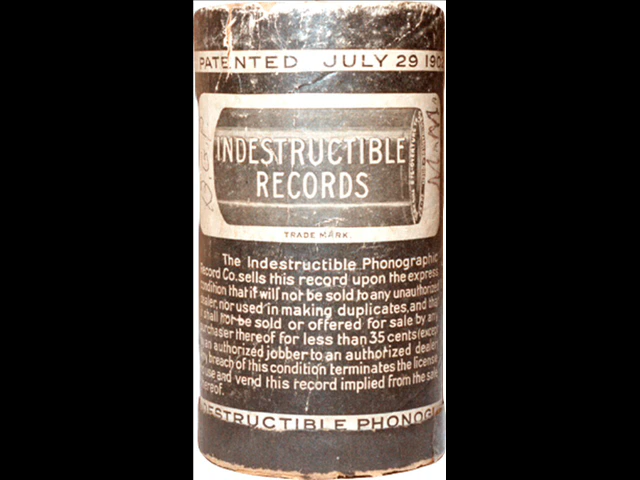 PATENTED JULY 29 190
INDESTRUCTIBLE
RECORDS
TRADE MARK.
The Indestructible Phonographic
Record Co. sells this record upon the express
condition that it will not be sold to any unauthorized
dealer, nor used in making duplicates, and that
it shall not be sold or offered for sale by any
purchaser thereof for less than 35 cents (except
an authorized jobber to an authorized dealer
breach of this condition terminates the license
use and vend this record implied from the sale
thereof.
INDESTRUCTIBLE PHONOGR